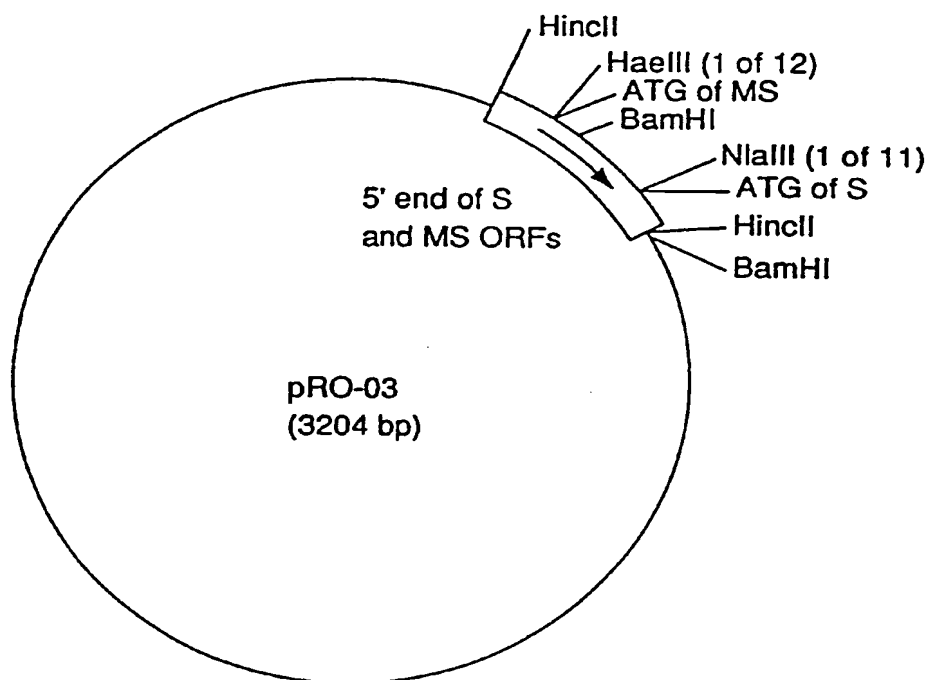 HincII
HaeIII (1 of 12)
ATG of MS
BamHI
NlaIII (1 of 11)
ATG of S
5' end of S
and MS ORFs
HincII
BamHI
pRO-03
(3204 bp)